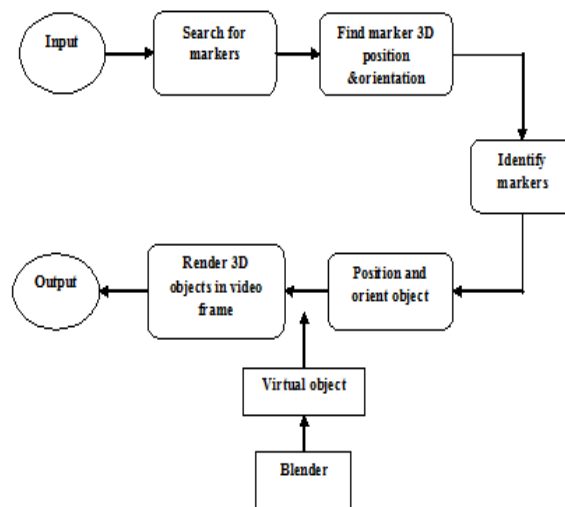 Input
Search for
markers
Find marker 3D
position
&orientation
Identify
markers
Position and
orient object
Render 3D
objects in video
frame
Output
Virtual object
Blender